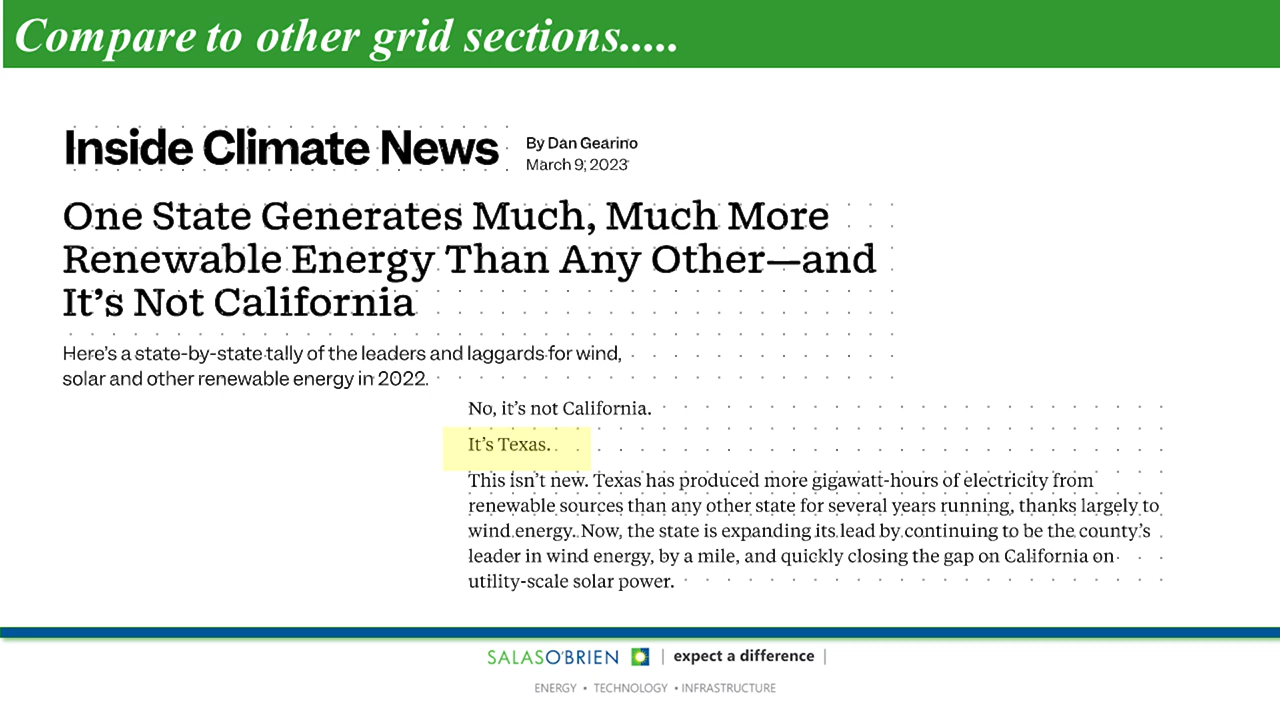 Compare to other grid sections.....
Inside Climate News
By Dan Gearino
March 9, 2023
One State Generates Much, Much More
Renewable Energy Than Any Other—and
It’s Not California
Here’s a state-by-state tally of the leaders and laggards for wind,
solar and other renewable energy in 2022.
No, it’s not California.
It’s Texas.
This isn’t new. Texas has produced more gigawatt-hours of electricity from
renewable sources than any other state for several years running, thanks largely to
wind energy. Now, the state is expanding its lead by continuing to be the county’s
leader in wind energy, by a mile, and quickly closing the gap on California on
utility-scale solar power.
SALASO’BRIEN | expect a difference |
ENERGY • TECHNOLOGY • INFRASTRUCTURE